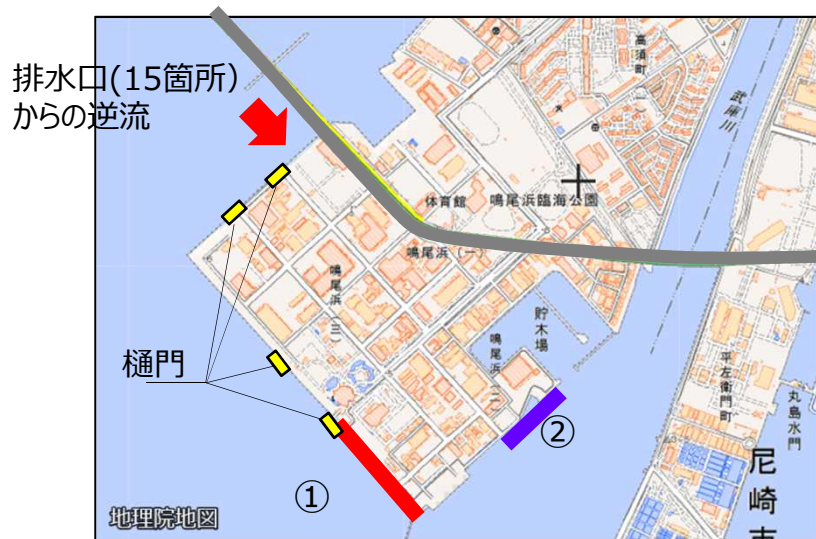 排水口(15箇所)
からの逆流
樋門
①
②
高須町
武庫川
体育館
鳴尾浜臨海公園
鳴尾浜(一)
鳴尾浜(三)
鳴尾浜(二)
貯木場
平左衛門町
丸島水門
尼崎市
地理院地図